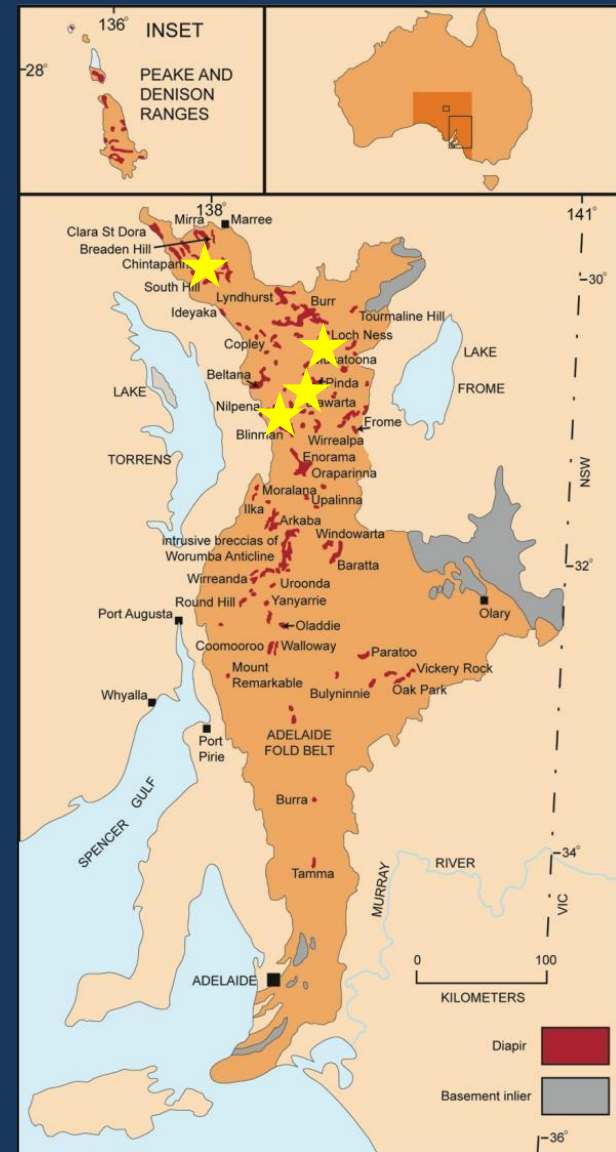 136°
INSET
28°
PEAKE AND
DENISON
RANGES
138°
141°
Mirra
Marree
Clara St Dora
Breaden Hill
30°
South Hill
Lyndhurst
Burr
Ideyaka
Tourmaline Hill
Loch Ness
Copley
LAKE
FROME
Beltana
Pinda
LAKE
Nilpena
Frome
Blinman
Wirrealpa
TORRENS
Enorama
Oraparinna
NSW
Moralana
Upalinna
Ilka
Arkaba
Windowarta
intrusive breccias of
Worumba Anticline
32°
Baratta
Wirreanda
Uroonda
Port Augusta
Round Hill
Yanyarrie
Olary
Oladdie
Coomooroo
Walloway
Paratoo
Mount
Remarkable
Vickery Rock
Whyalla
Bulyninnie
Oak Park
Port
Pirie
ADELAIDE
FOLD BELT
SPENCER GULF
Burra
34°
MURRAY
RIVER
Tamma
VIC
ADELAIDE
0
100
KILOMETERS
Diapir
Basement inlier
36°